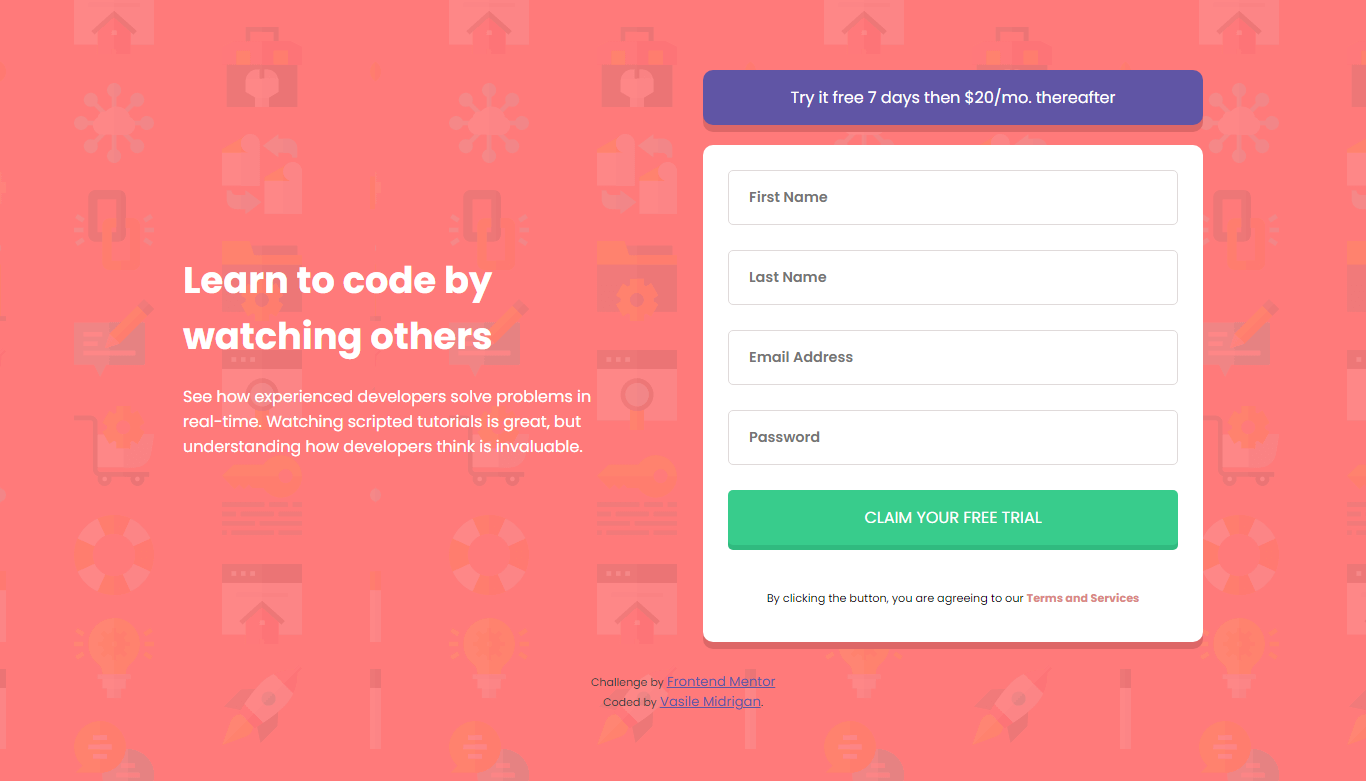 Learn to code by
watching others
See how experienced developers solve problems in
real-time. Watching scripted tutorials is great, but
understanding how developers think is invaluable.
Try it free 7 days then $20/mo. thereafter
First Name
Last Name
Email Address
Password
CLAIM YOUR FREE TRIAL
By clicking the button, you are agreeing to our Terms and Services
Challenge by Frontend Mentor
Coded by Vasile Midrigan.